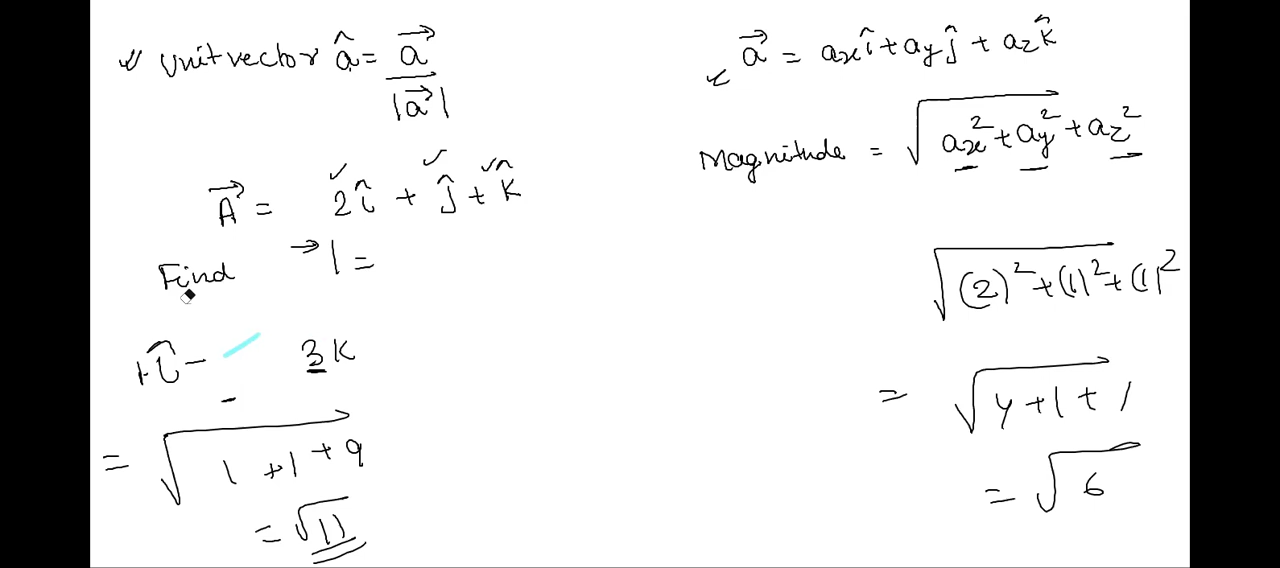 Unit vector â = a⃗ / |a⃗|
A⃗ = 2î + ĵ + k̂
Find → | =
1î - 3k
= √1 + 1 + 9
= √11
a⃗ = axî + ayĵ + azk̂
Magnitude = √ax² + ay² + az²
√(2)² + (1)² + (1)²
= √4 + 1 + 1
= √6